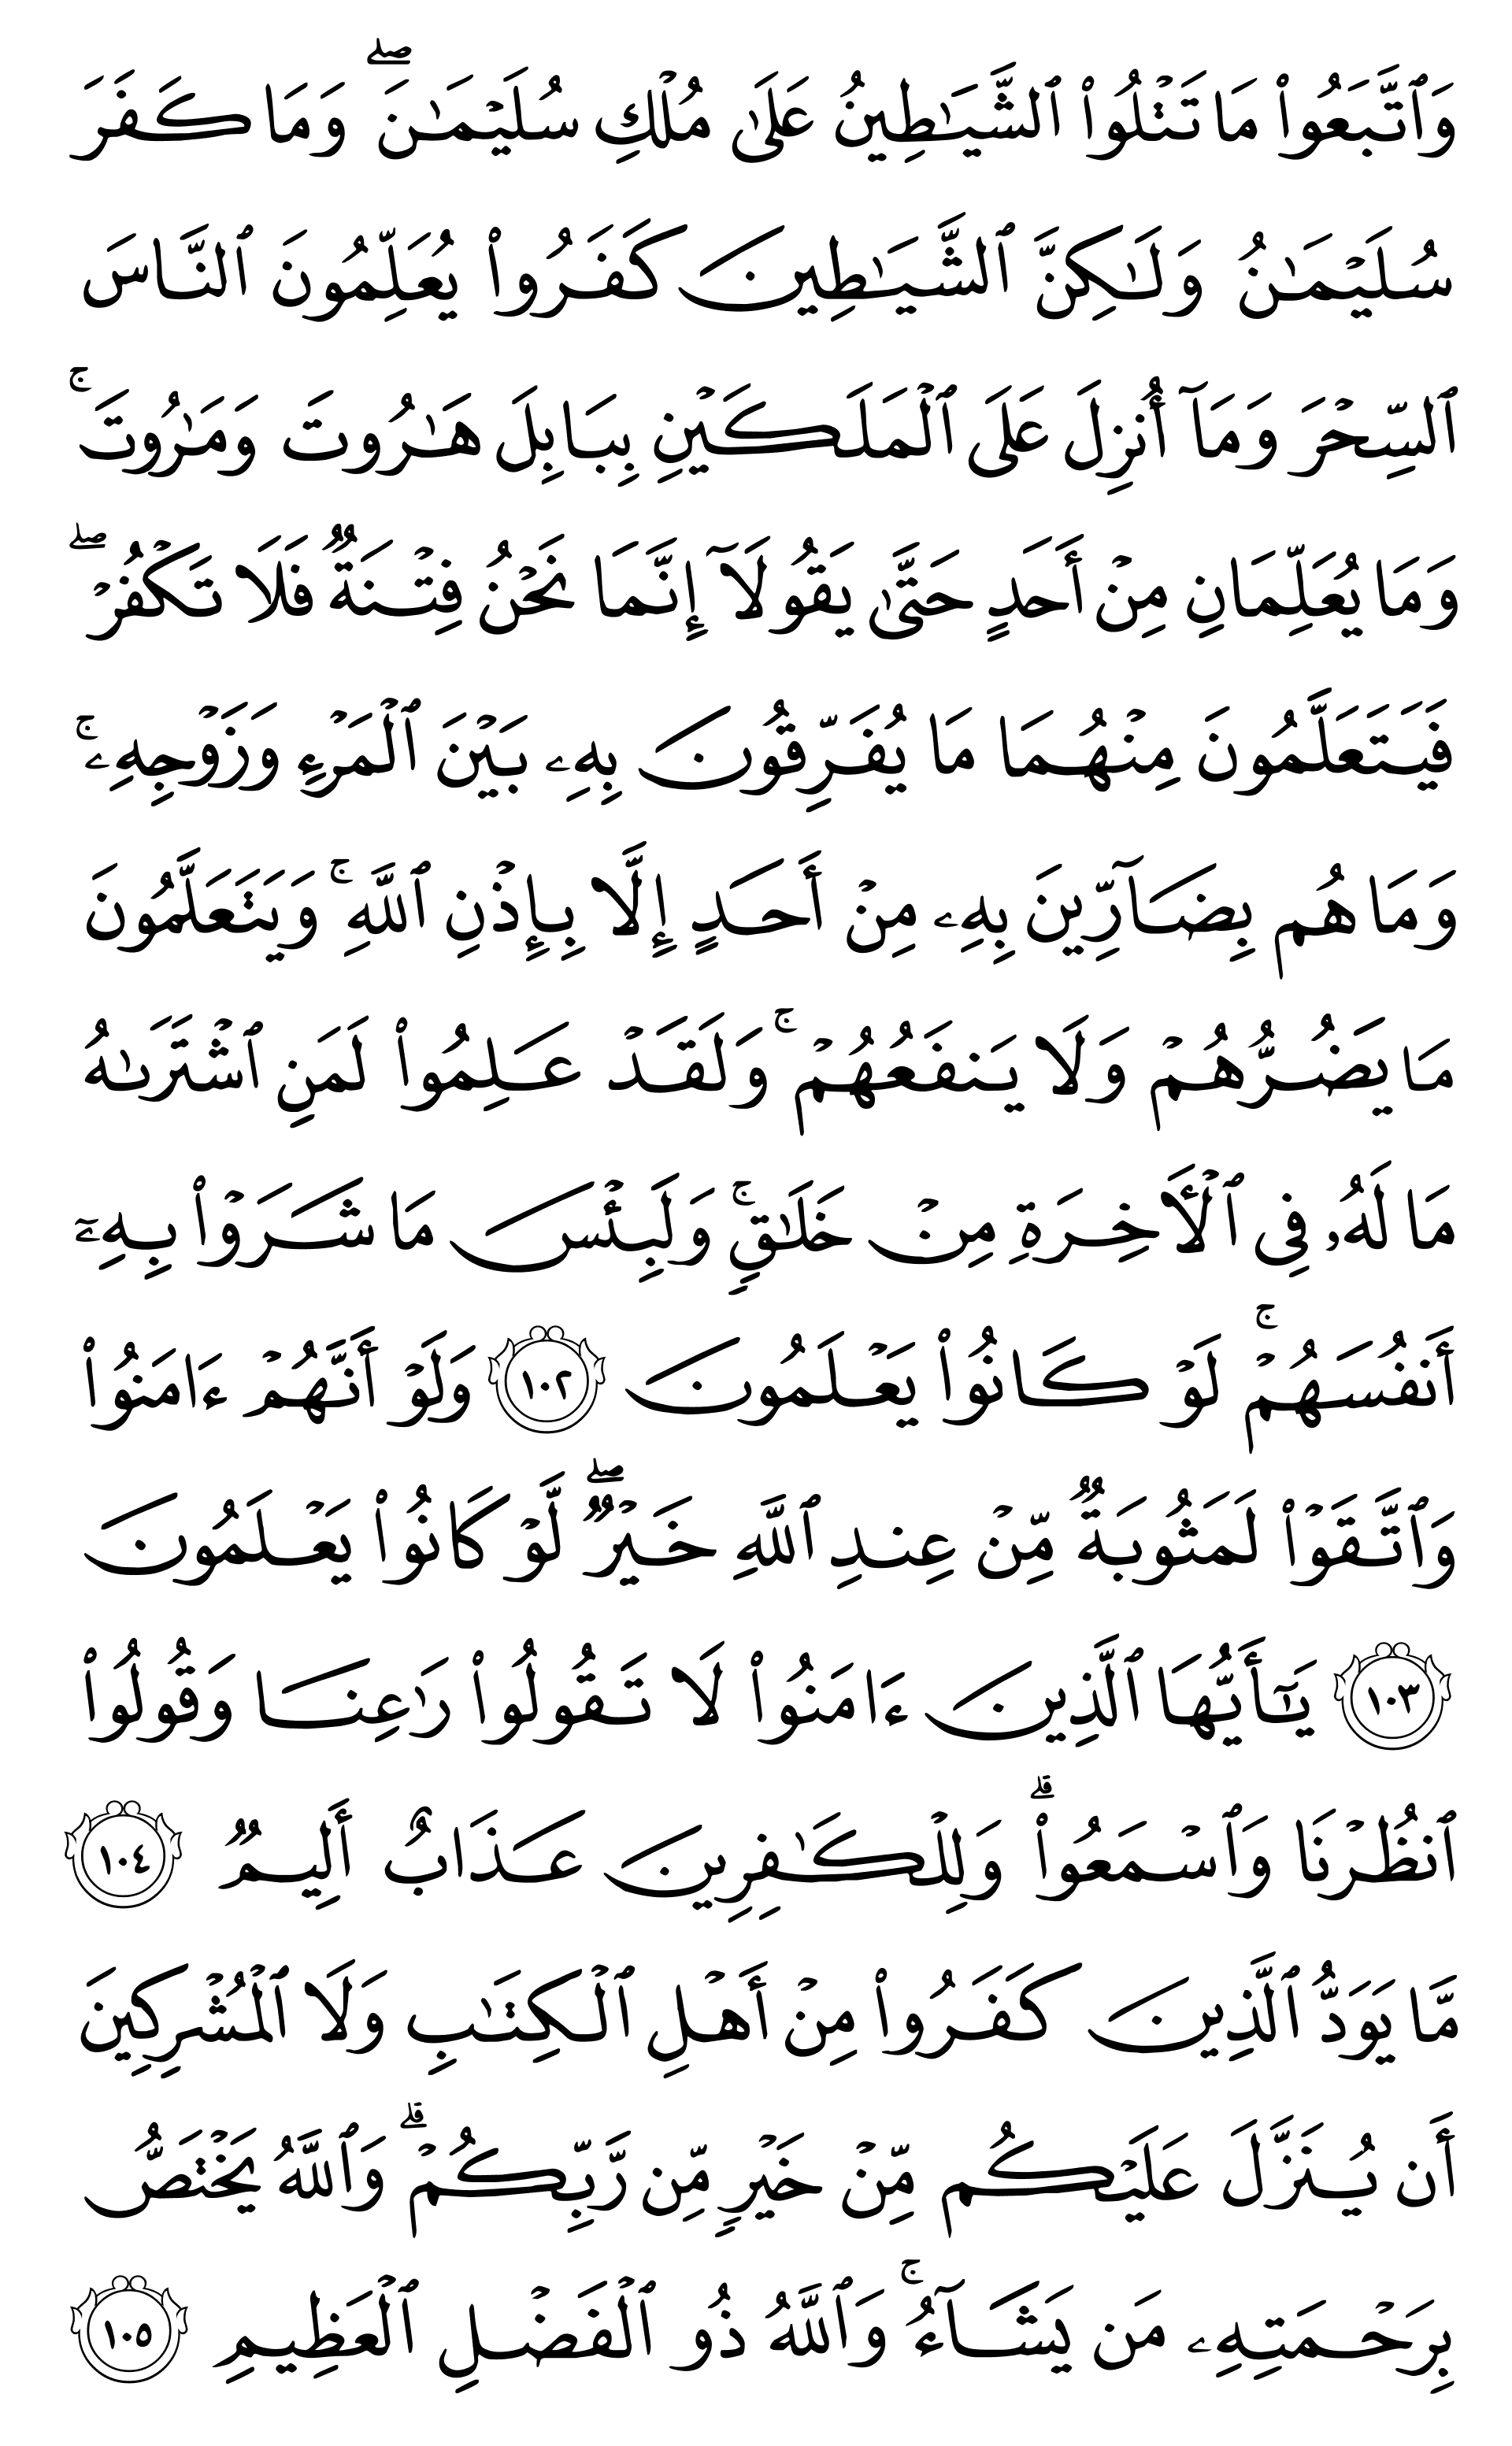 وَٱتَّبَعُوا۟ مَا تَتْلُوا۟ ٱلشَّيَـٰطِينُ عَلَىٰ مُلْكِ سُلَيْمَـٰنَ ۖ وَمَا كَفَرَ
سُلَيْمَـٰنُ وَلَـٰكِنَّ ٱلشَّيَـٰطِينَ كَفَرُوا۟ يُعَلِّمُونَ ٱلنَّاسَ
ٱلسِّحْرَ وَمَآ أُنزِلَ عَلَى ٱلْمَلَكَيْنِ بِبَابِلَ هَـٰرُوتَ وَمَـٰرُوتَ ۚ
وَمَا يُعَلِّمَانِ مِنْ أَحَدٍ حَتَّىٰ يَقُولَآ إِنَّمَا نَحْنُ فِتْنَةٌ فَلَا تَكْفُرْ ۖ
فَيَتَعَلَّمُونَ مِنْهُمَا مَا يُفَرِّقُونَ بِهِۦ بَيْنَ ٱلْمَرْءِ وَزَوْجِهِۦ ۚ
وَمَا هُم بِضَآرِّينَ بِهِۦ مِنْ أَحَدٍ إِلَّا بِإِذْنِ ٱللَّهِ ۚ وَيَتَعَلَّمُونَ
مَا يَضُرُّهُمْ وَلَا يَنفَعُهُمْ ۚ وَلَقَدْ عَلِمُوا۟ لَمَنِ ٱشْتَرَىٰهُ
مَا لَهُۥ فِى ٱلْـَٔاخِرَةِ مِنْ خَلَـٰقٍ ۚ وَلَبِئْسَ مَا شَرَوْا۟ بِهِۦٓ
أَنفُسَهُمْ ۚ لَوْ كَانُوا۟ يَعْلَمُونَ ١٠٢ وَلَوْ أَنَّهُمْ ءَامَنُوا۟
وَٱتَّقَوْا۟ لَمَثُوبَةٌ مِّنْ عِندِ ٱللَّهِ خَيْرٌ ۖ لَّوْ كَانُوا۟ يَعْلَمُونَ
١٠٣ يَـٰٓأَيُّهَا ٱلَّذِينَ ءَامَنُوا۟ لَا تَقُولُوا۟ رَٰعِنَا وَقُولُوا۟
ٱنظُرْنَا وَٱسْمَعُوا۟ ۗ وَلِلْكَـٰفِرِينَ عَذَابٌ أَلِيمٌ ١٠٤
مَّا يَوَدُّ ٱلَّذِينَ كَفَرُوا۟ مِنْ أَهْلِ ٱلْكِتَـٰبِ وَلَا ٱلْمُشْرِكِينَ
أَن يُنَزَّلَ عَلَيْكُم مِّنْ خَيْرٍ مِّن رَّبِّكُمْ ۗ وَٱللَّهُ يَخْتَصُّ
بِرَحْمَتِهِۦ مَن يَشَآءُ ۚ وَٱللَّهُ ذُو ٱلْفَضْلِ ٱلْعَظِيمِ ١٠٥